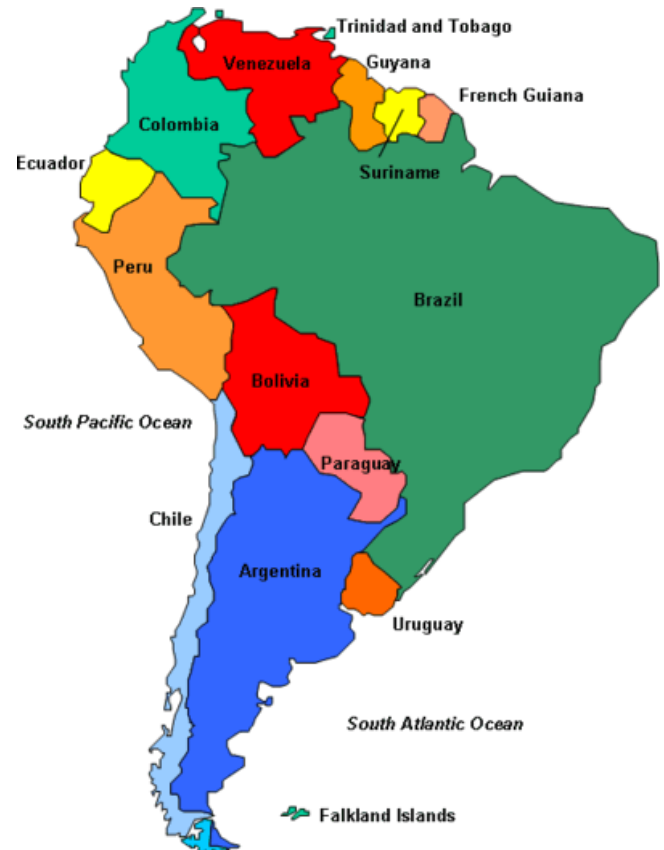 Trinidad and Tobago
Venezuela
Guyana
French Guiana
Colombia
Suriname
Ecuador
Peru
Brazil
Bolivia
South Pacific Ocean
Paraguay
Chile
Argentina
Uruguay
South Atlantic Ocean
Falkland Islands